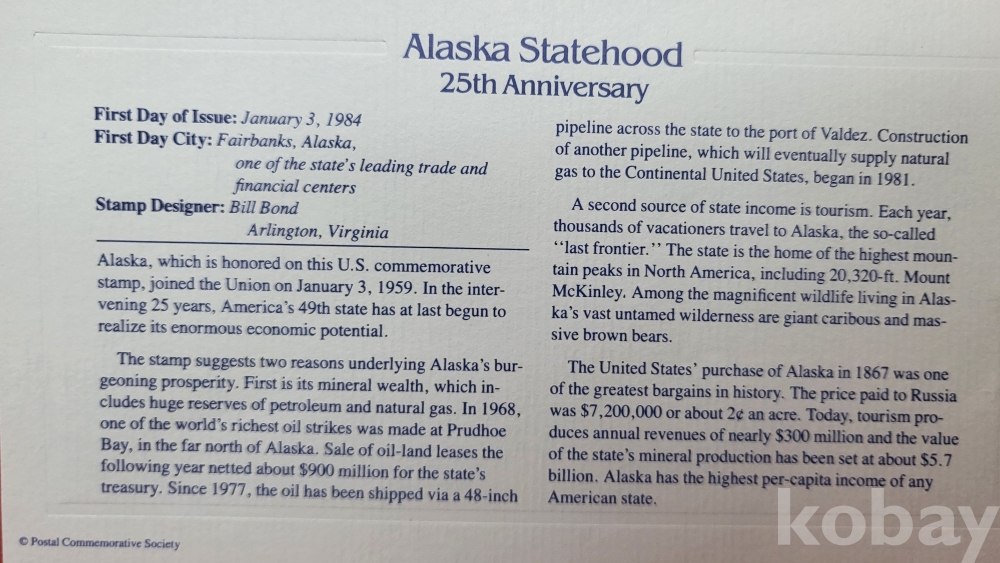 Alaska Statehood
25th Anniversary
First Day of Issue: January 3, 1984
First Day City: Fairbanks, Alaska,
one of the state's leading trade and
financial centers
Stamp Designer: Bill Bond
Arlington, Virginia
Alaska, which is honored on this U.S. commemorative
stamp, joined the Union on January 3, 1959. In the inter-
vening 25 years, America's 49th state has at last begun to
realize its enormous economic potential.
The stamp suggests two reasons underlying Alaska's bur-
geoning prosperity. First is its mineral wealth, which in-
cludes huge reserves of petroleum and natural gas. In 1968,
one of the world's richest oil strikes was made at Prudhoe
Bay, in the far north of Alaska. Sale of oil-land leases the
following year netted about $900 million for the state's
treasury. Since 1977, the oil has been shipped via a 48-inch
pipeline across the state to the port of Valdez. Construction
of another pipeline, which will eventually supply natural
gas to the Continental United States, began in 1981.
A second source of state income is tourism. Each year,
thousands of vacationers travel to Alaska, the so-called
"last frontier." The state is the home of the highest moun-
tain peaks in North America, including 20,320-ft. Mount
McKinley. Among the magnificent wildlife living in Alas-
ka's vast untamed wilderness are giant caribous and mas-
sive brown bears.
The United States' purchase of Alaska in 1867 was one
of the greatest bargains in history. The price paid to Russia
was $7,200,000 or about 2¢ an acre. Today, tourism pro-
duces annual revenues of nearly $300 million and the value
of the state's mineral production has been set at about $5.7
billion. Alaska has the highest per-capita income of any
American state.
© Postal Commemorative Society
kobay